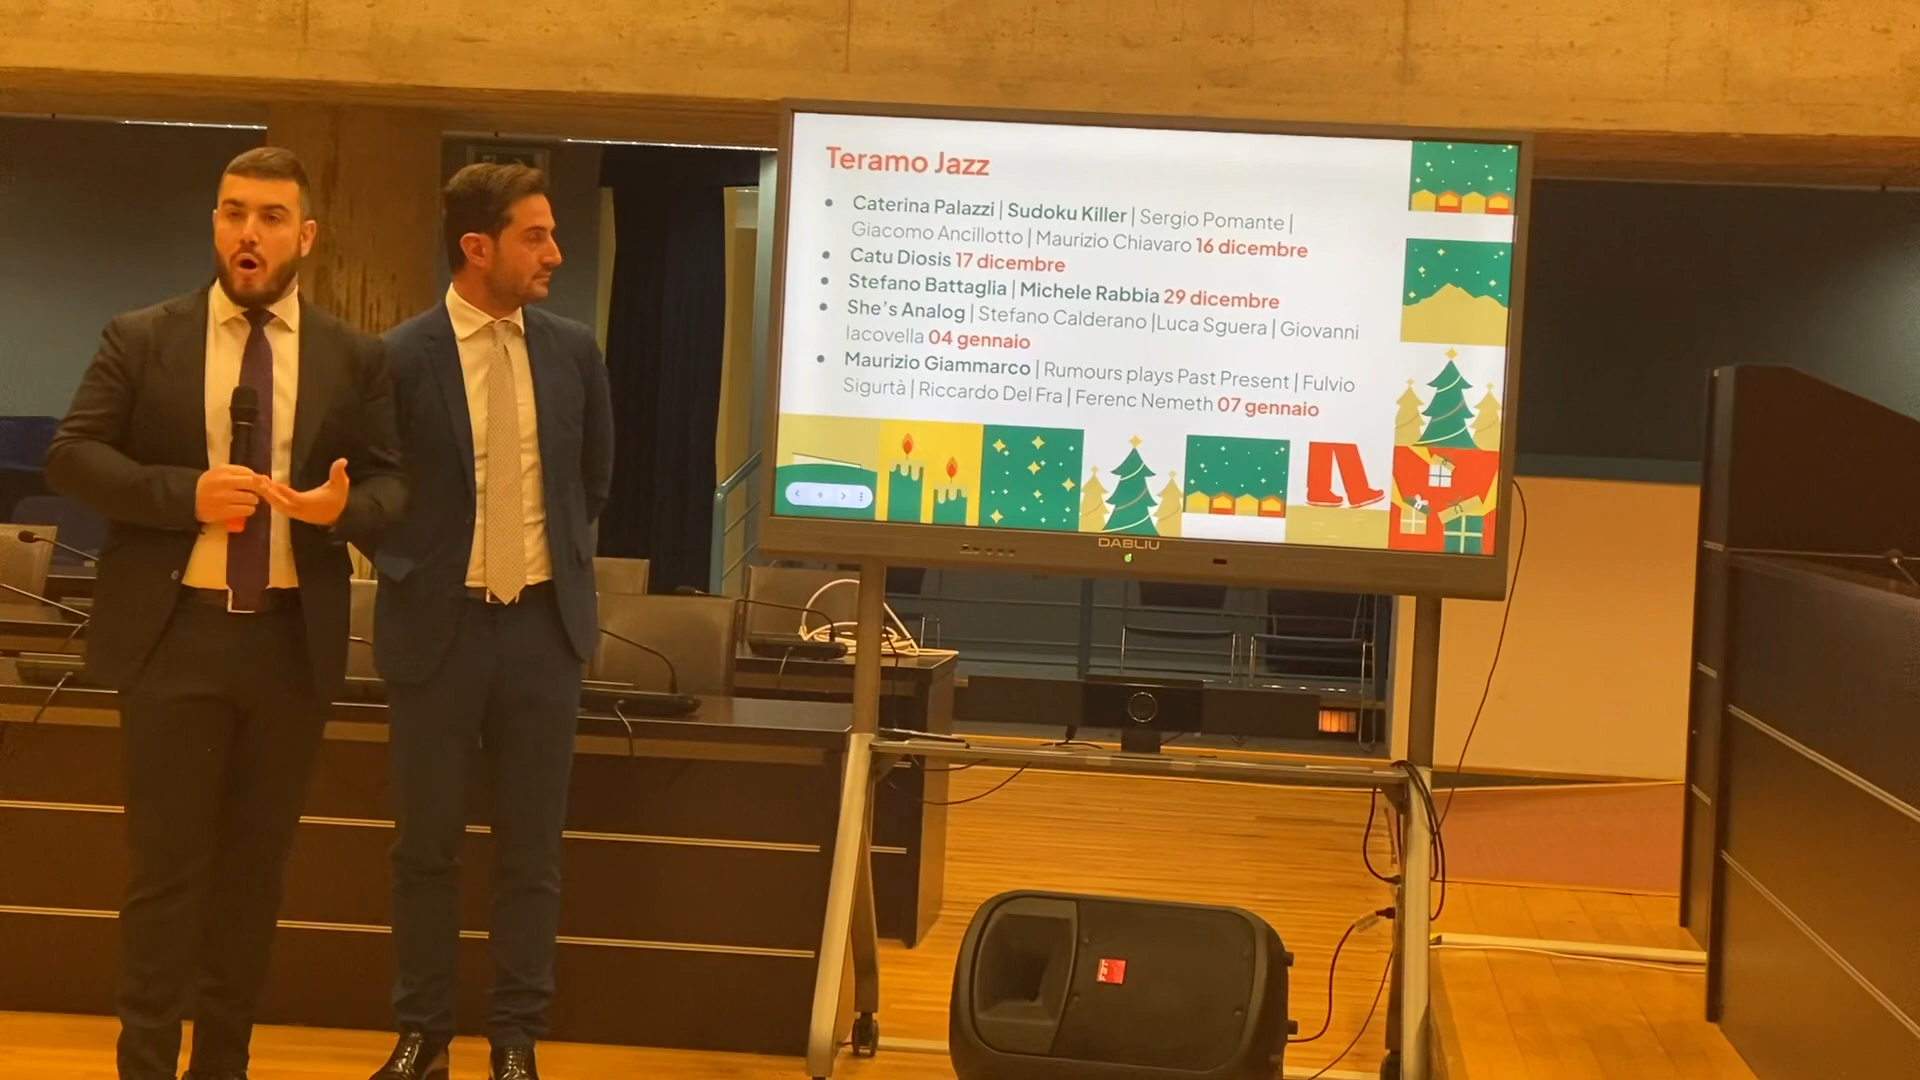 Teramo Jazz
• Caterina Palazzi | Sudoku Killer | Sergio Pomante |
Giacomo Ancillotto | Maurizio Chiavaro 16 dicembre
• Catu Diosis 17 dicembre
• Stefano Battaglia | Michele Rabbia 29 dicembre
• She's Analog | Stefano Calderano |Luca Sguera | Giovanni
Iacovella 04 gennaio
• Maurizio Giammarco | Rumours plays Past Present | Fulvio
Sigurtà | Riccardo Del Fra | Ferenc Nemeth 07 gennaio
9
DABLIU
FBT